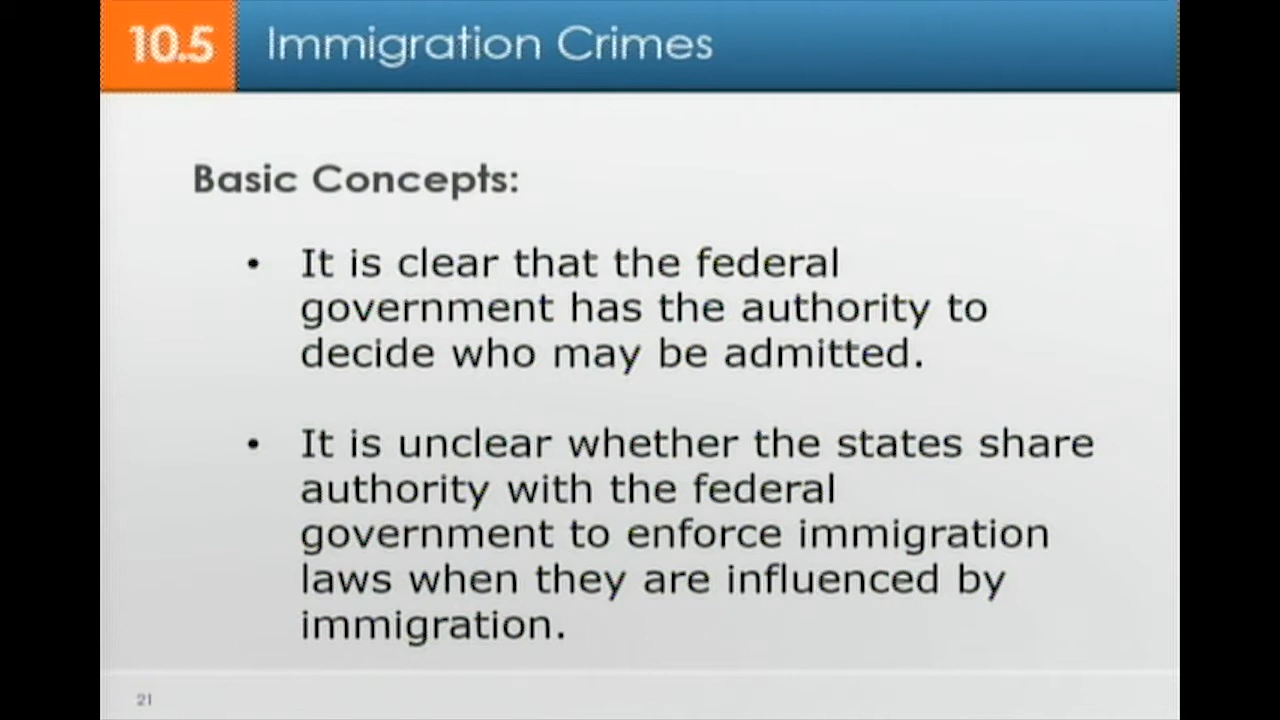 10.5 Immigration Crimes
Basic Concepts:
• It is clear that the federal
government has the authority to
decide who may be admitted.
• It is unclear whether the states share
authority with the federal
government to enforce immigration
laws when they are influenced by
immigration.
21